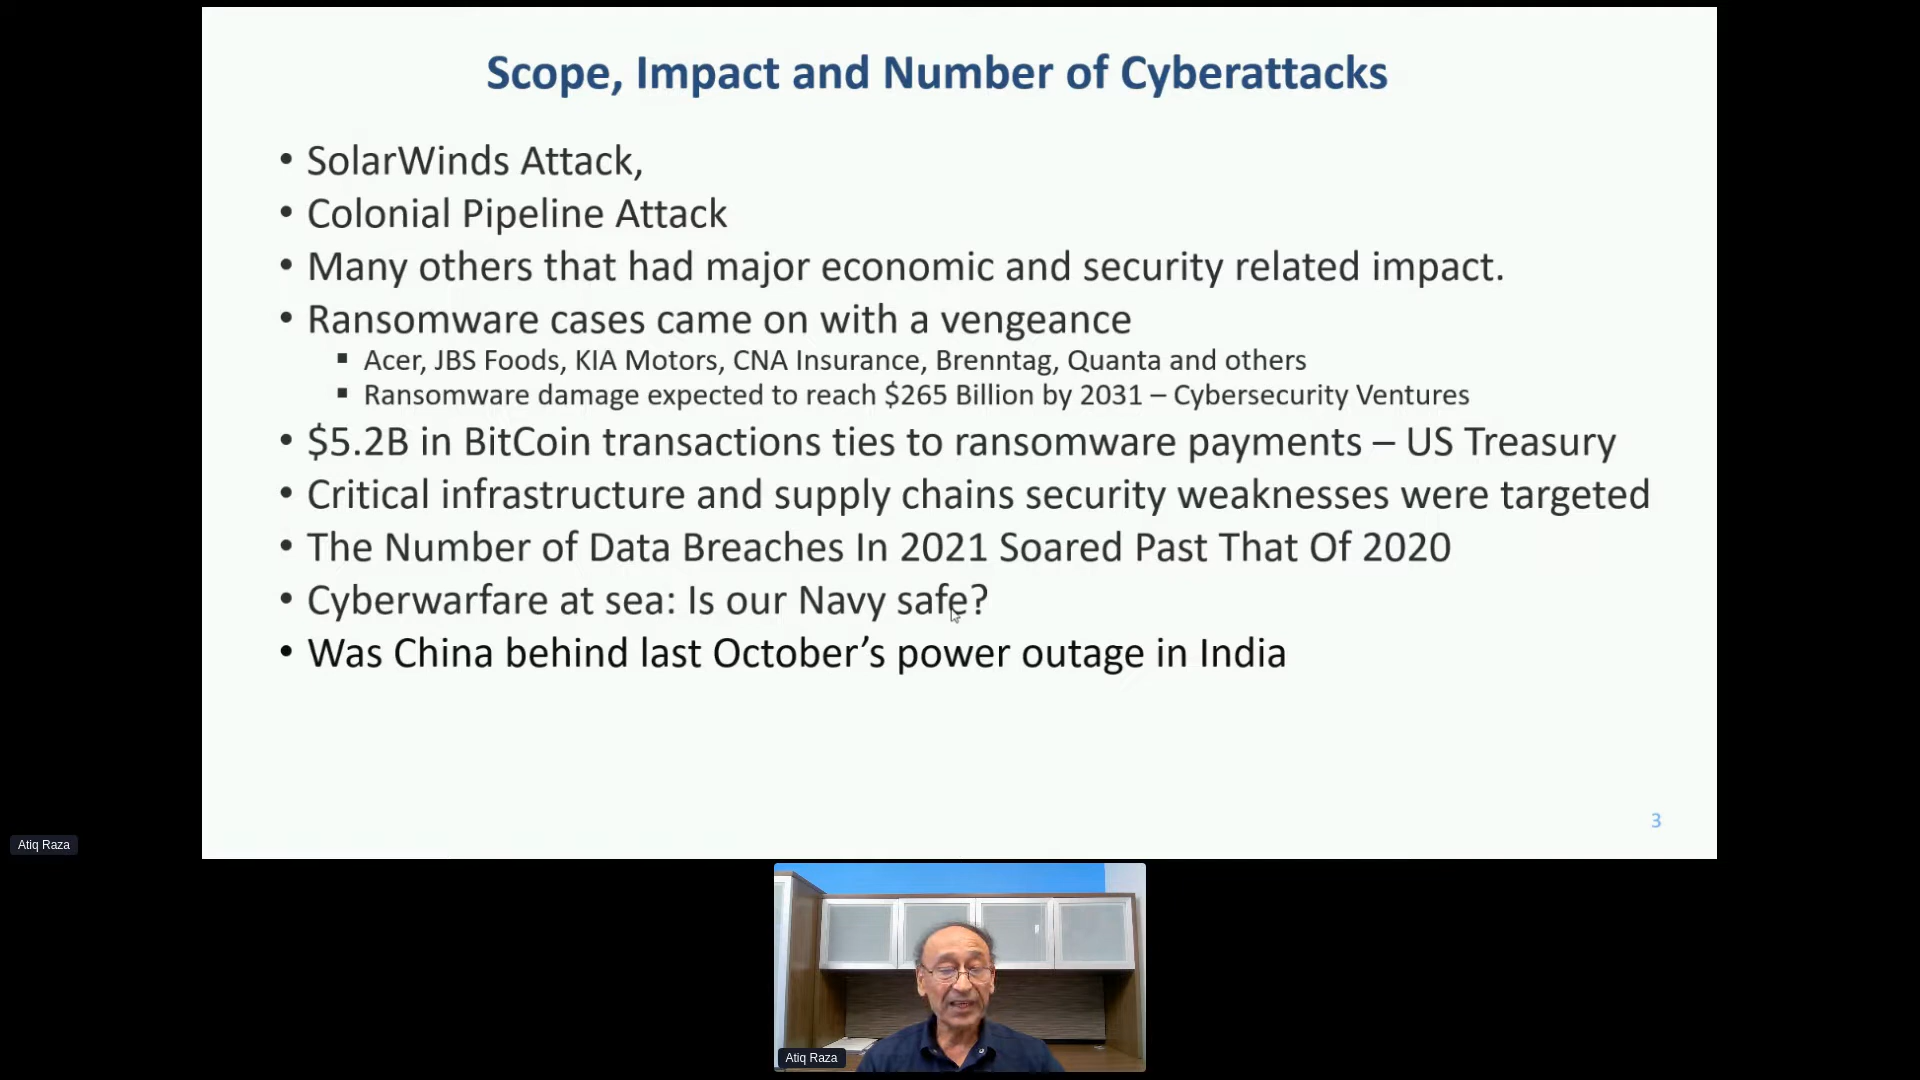 Scope, Impact and Number of Cyberattacks
• SolarWinds Attack,
• Colonial Pipeline Attack
• Many others that had major economic and security related impact.
• Ransomware cases came on with a vengeance
▪ Acer, JBS Foods, KIA Motors, CNA Insurance, Brenntag, Quanta and others
▪ Ransomware damage expected to reach $265 Billion by 2031 – Cybersecurity Ventures
• $5.2B in BitCoin transactions ties to ransomware payments – US Treasury
• Critical infrastructure and supply chains security weaknesses were targeted
• The Number of Data Breaches In 2021 Soared Past That Of 2020
• Cyberwarfare at sea: Is our Navy safe?
• Was China behind last October’s power outage in India
3
Atiq Raza
Atiq Raza